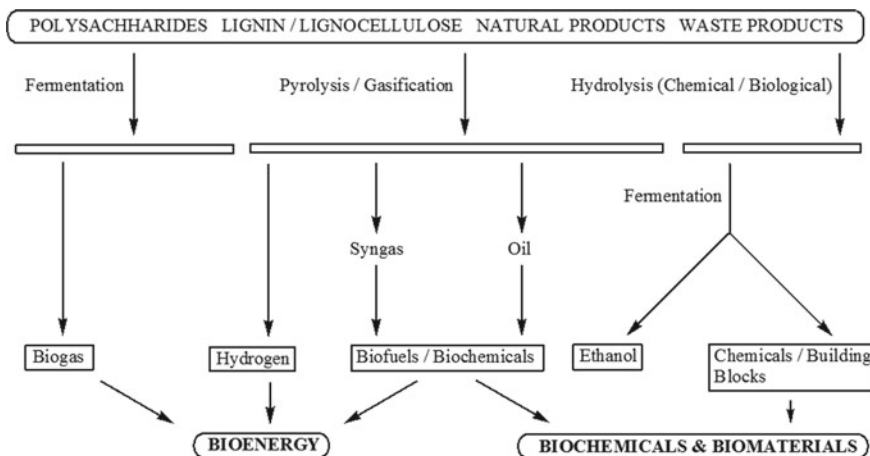 POLYSACHHARIDES LIGNIN / LIGNOCELLULOSE NATURAL PRODUCTS WASTE PRODUCTS
Fermentation
Pyrolysis / Gasification
Hydrolysis (Chemical / Biological)
Fermentation
Syngas
Oil
Biogas
Hydrogen
Biofuels / Biochemicals
Ethanol
Chemicals / Building
Blocks
BIOENERGY
BIOCHEMICALS & BIOMATERIALS